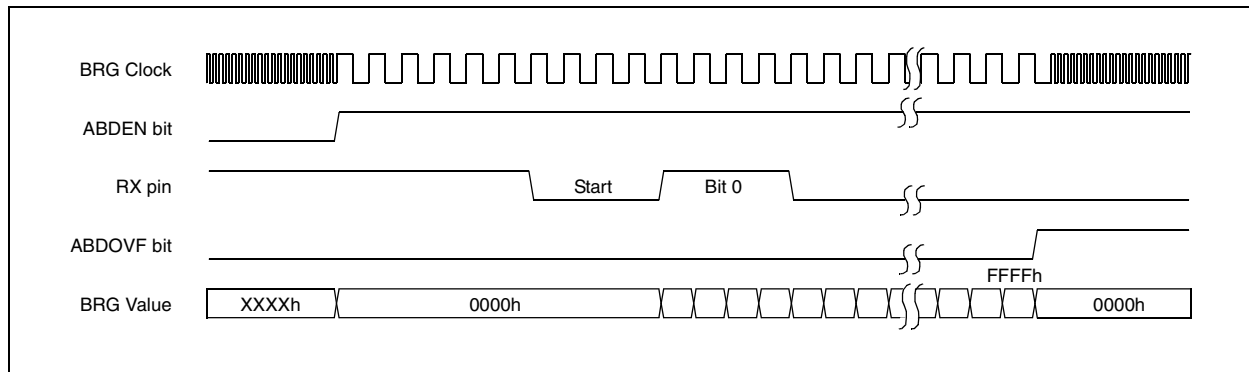 BRG Clock
ABDEN bit
RX pin
Start
Bit 0
ABDOVF bit
FFFFh
BRG Value
XXXXh
0000h
0000h